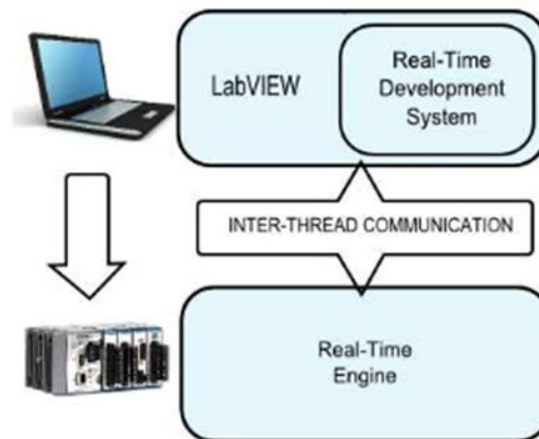 LabVIEW
Real-Time
Development
System
INTER-THREAD COMMUNICATION
Real-Time
Engine